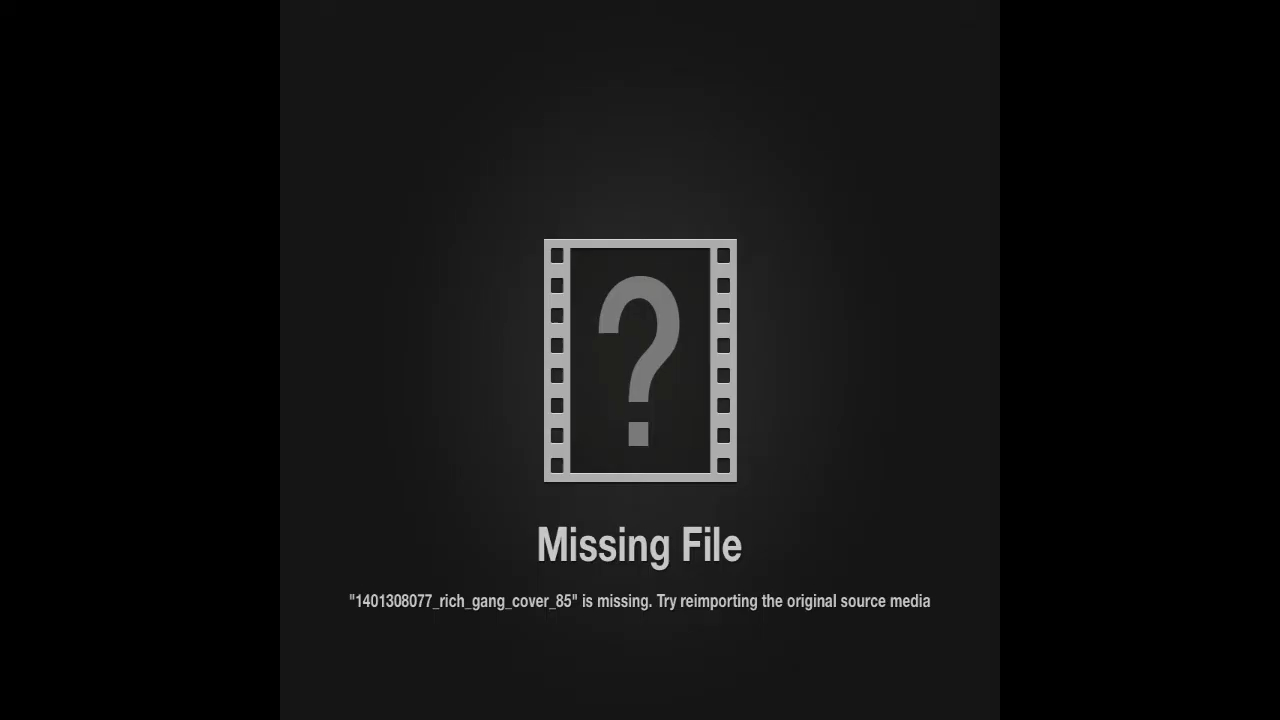 ?
Missing File
"1401308077_rich_gang_cover_85" is missing. Try reimporting the original source media